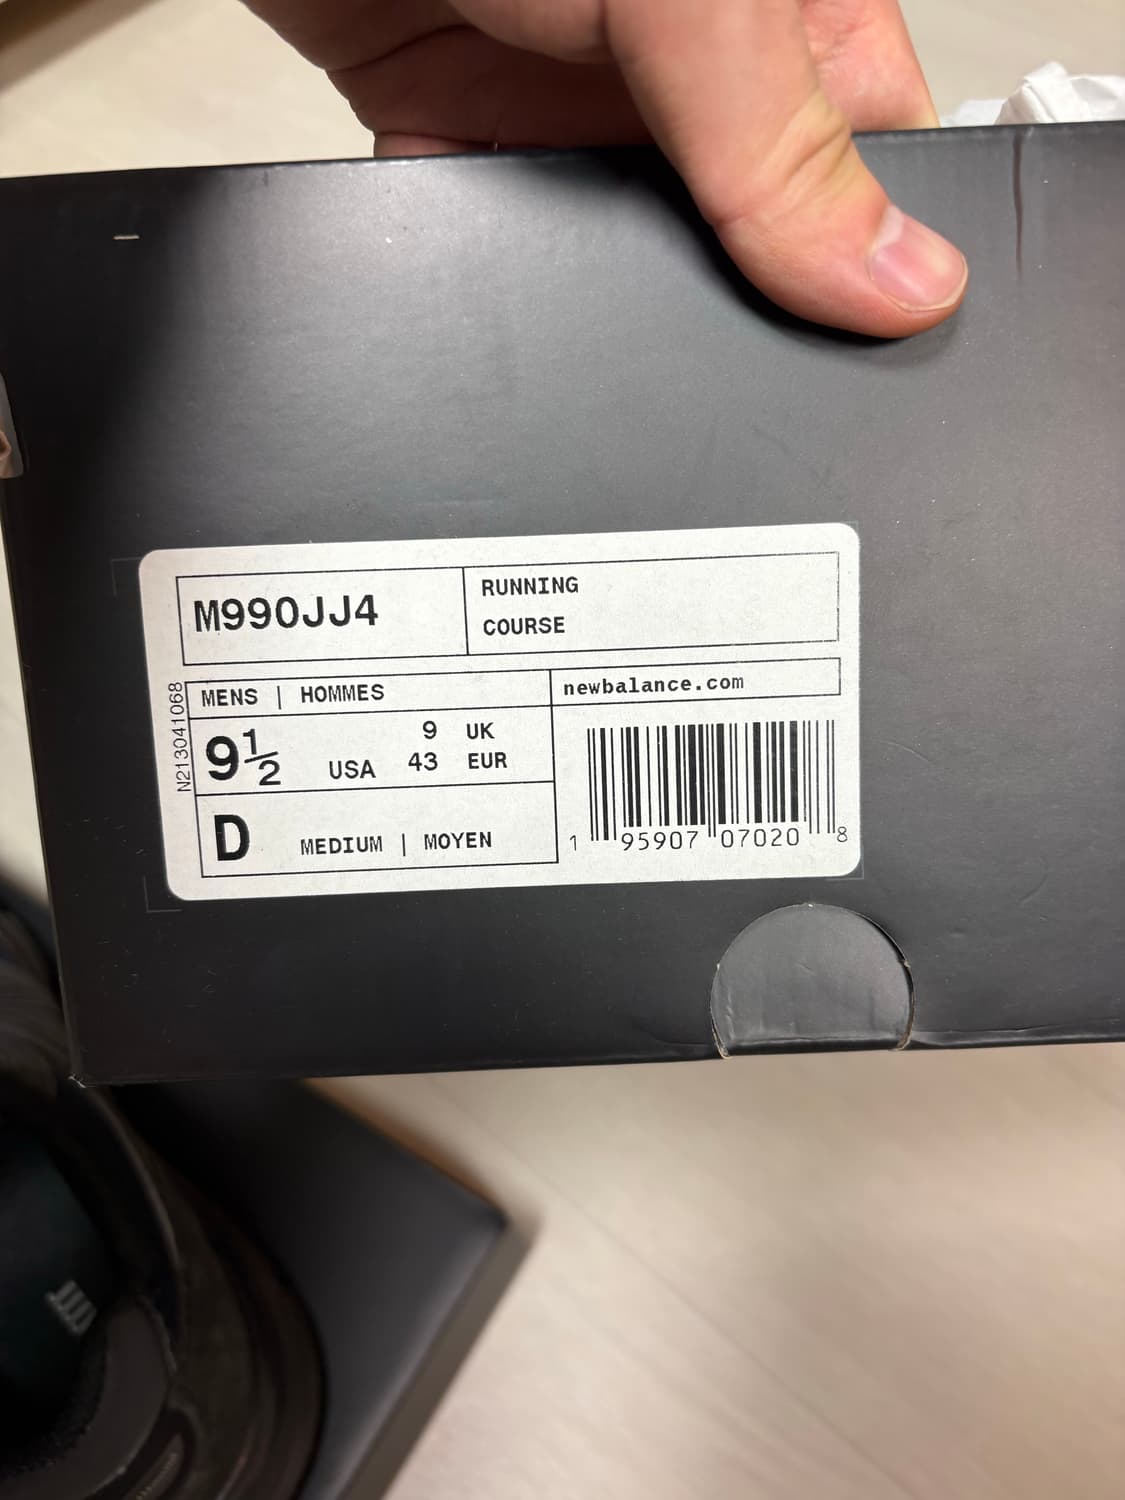 M990JJ4
RUNNING
COURSE
N213041068
MENS | HOMMES
newbalance.com
9½ USA
9 UK
43 EUR
D MEDIUM | MOYEN
1 95907 07020 8